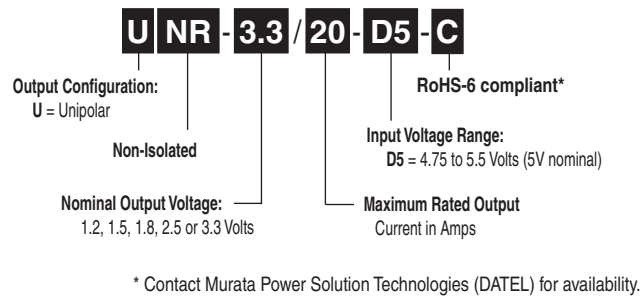 U NR - 3.3 / 20 - D5 - C
Output Configuration:
U = Unipolar
RoHS-6 compliant*
Non-Isolated
Input Voltage Range:
D5 = 4.75 to 5.5 Volts (5V nominal)
Nominal Output Voltage:
1.2, 1.5, 1.8, 2.5 or 3.3 Volts
Maximum Rated Output
Current in Amps
* Contact Murata Power Solution Technologies (DATEL) for availability.